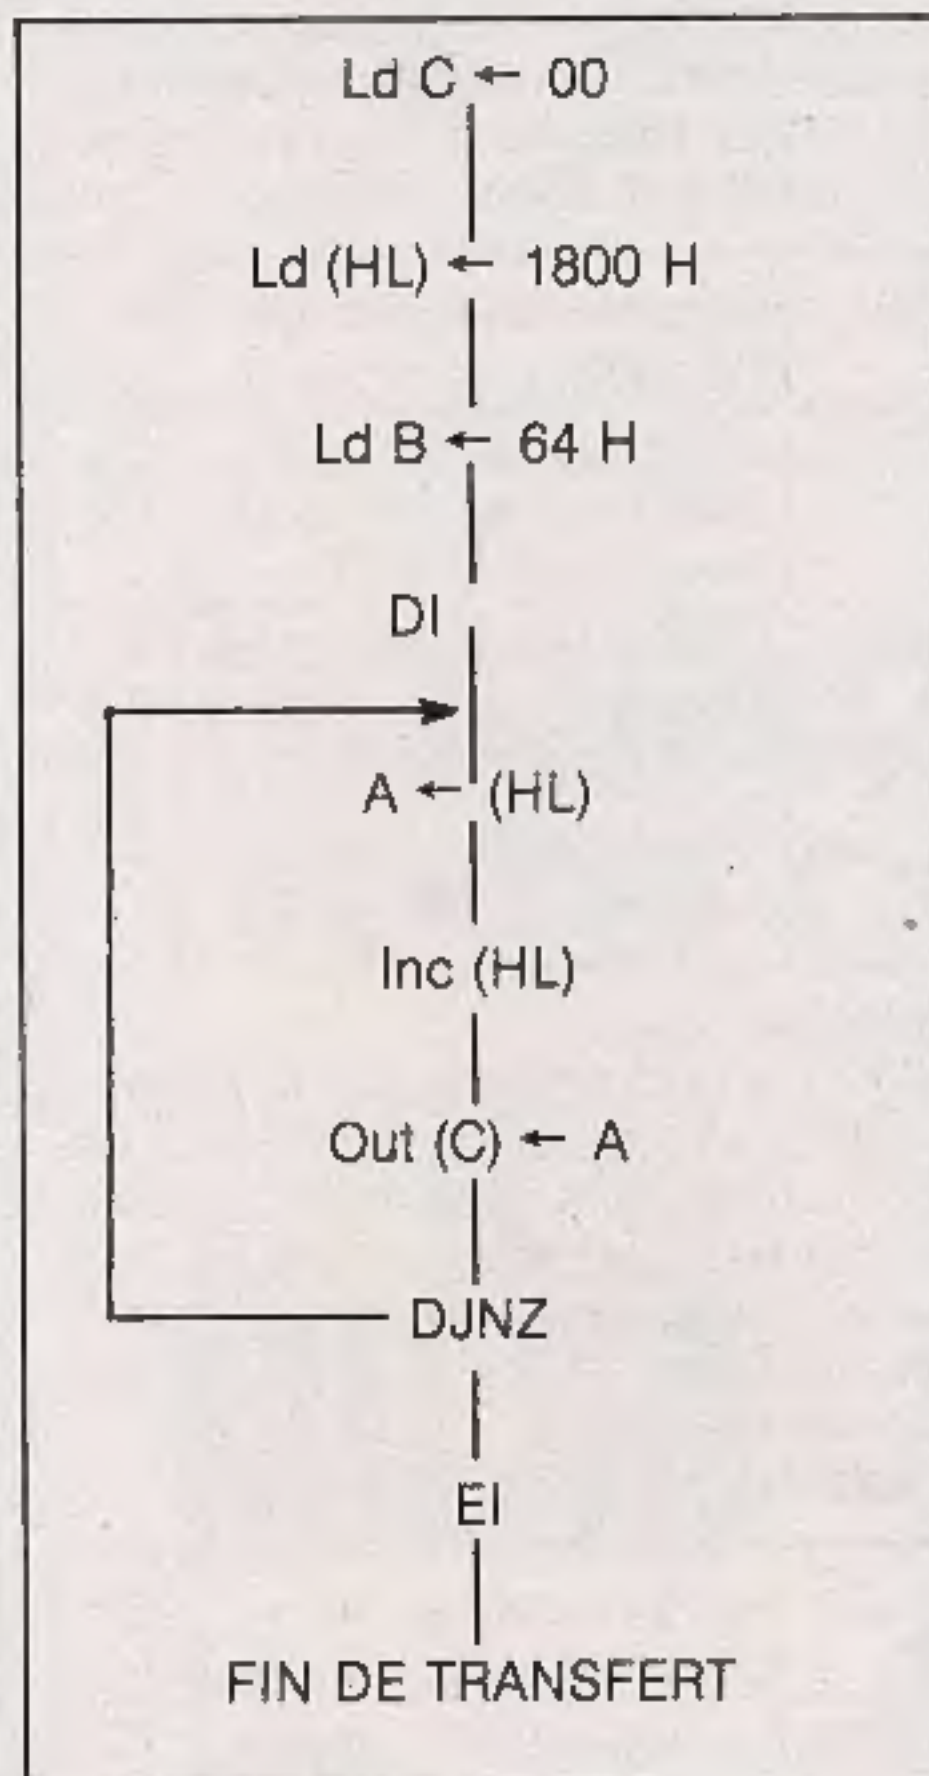 Ld C ← 00
Ld (HL) ← 1800 H
Ld B ← 64 H
DI
A ← (HL)
Inc (HL)
Out (C) ← A
DJNZ
EI
FIN DE TRANSFERT